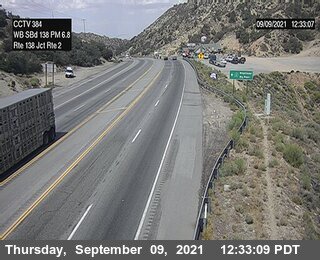 CCTV 384
WB SBd 138 PM 6.8
Rte 138 Jct Rte 2
09/09/2021 12:33:07
Thursday, September 09, 2021 12:33:09 PDT